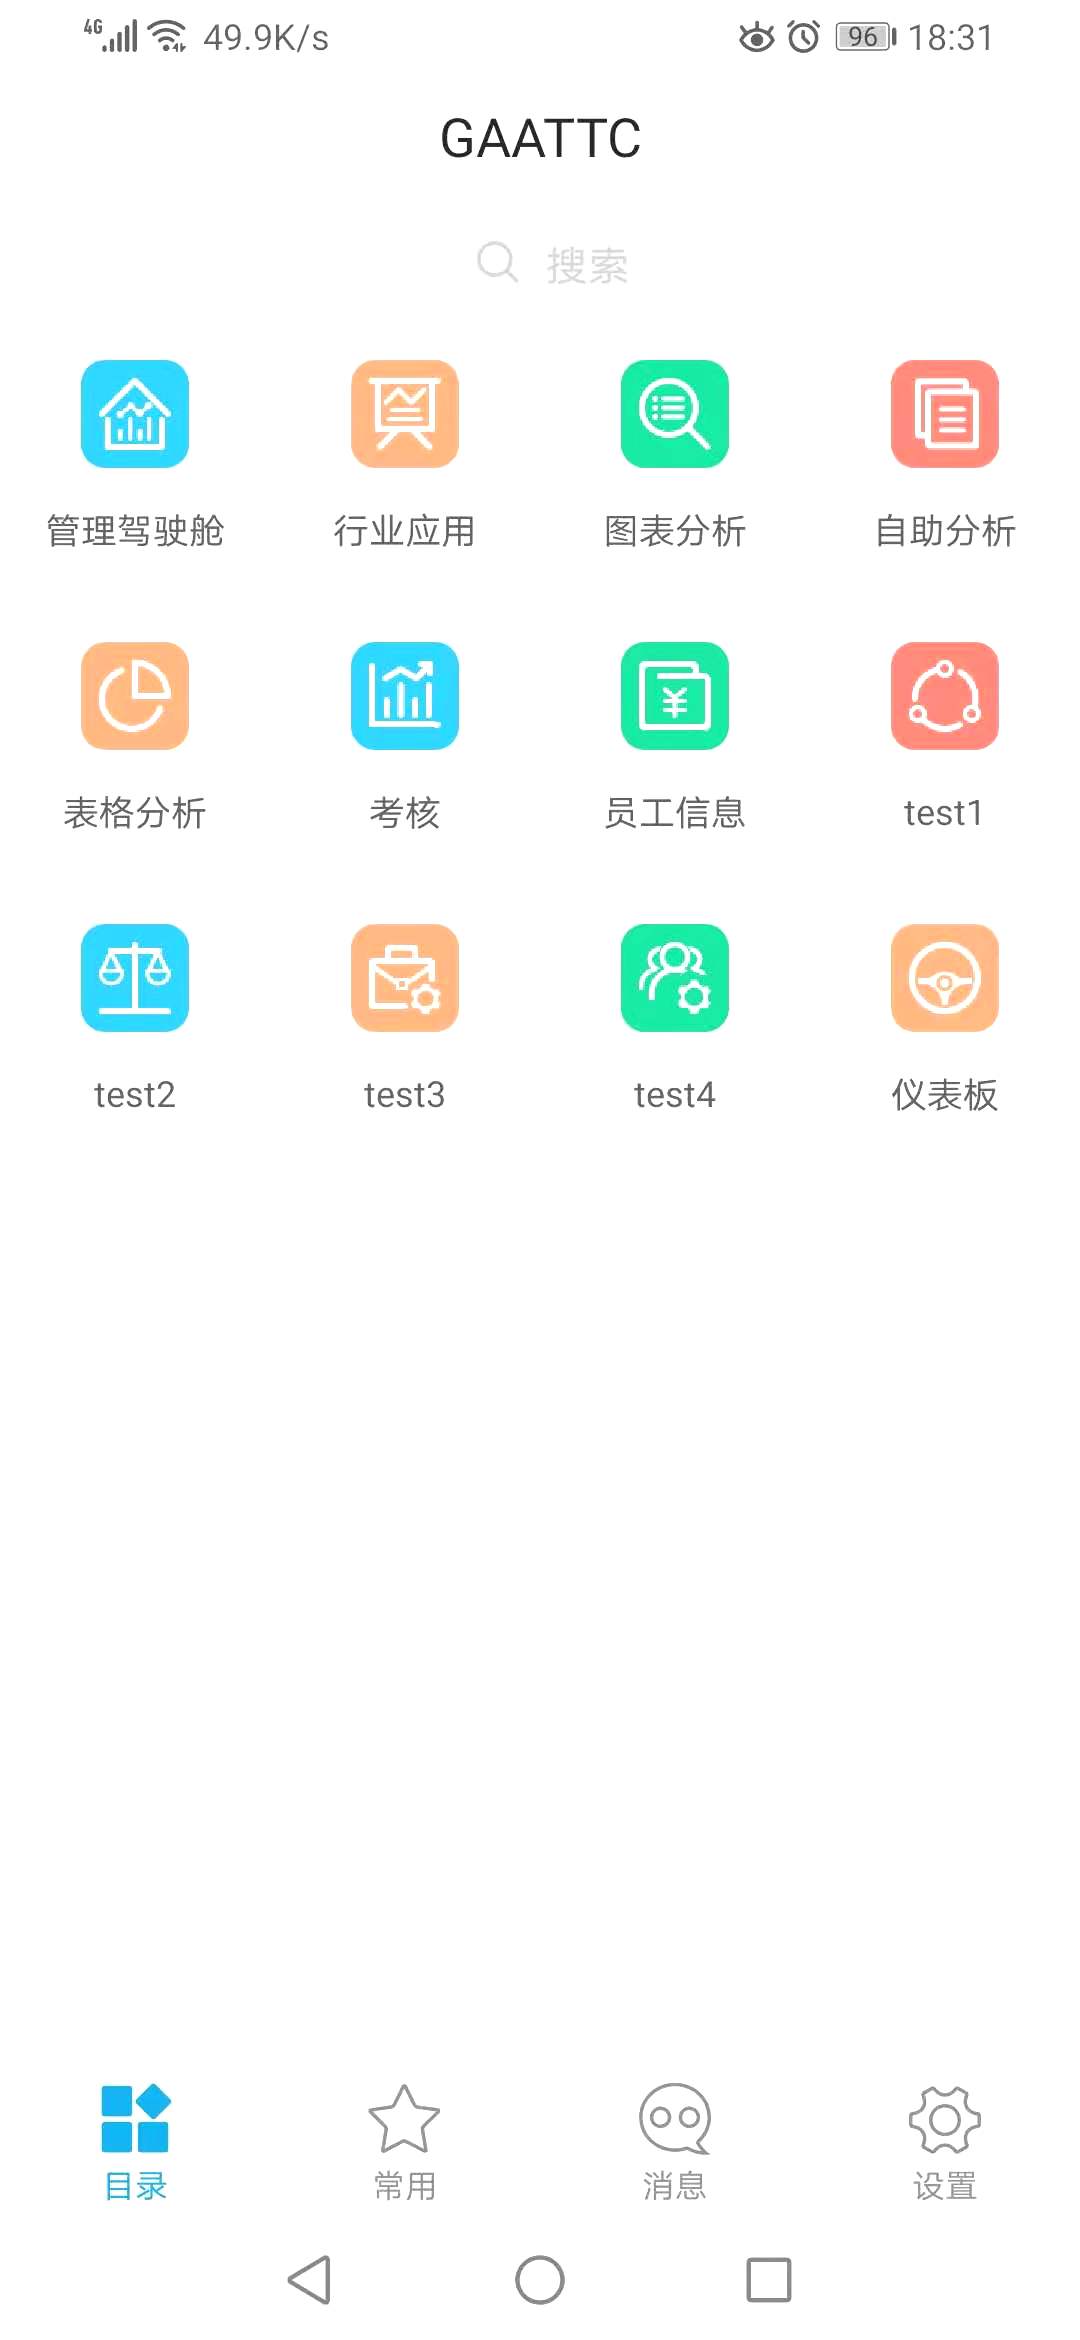 4G 49.9K/s 96 18:31
GAATTC
搜索
管理驾驶舱 行业应用 图表分析 自助分析
表格分析 考核 员工信息 test1
test2 test3 test4 仪表板
目录 常用 消息 设置